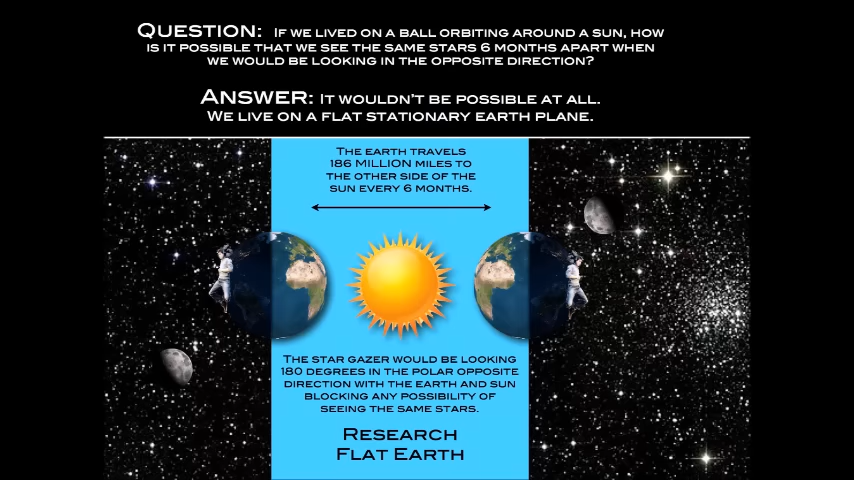 QUESTION: IF WE LIVED ON A BALL ORBITING AROUND A SUN, HOW
IS IT POSSIBLE THAT WE SEE THE SAME STARS 6 MONTHS APART WHEN
WE WOULD BE LOOKING IN THE OPPOSITE DIRECTION?
ANSWER: IT WOULDN'T BE POSSIBLE AT ALL.
WE LIVE ON A FLAT STATIONARY EARTH PLANE.
THE EARTH TRAVELS
186 MILLION MILES TO
THE OTHER SIDE OF THE
SUN EVERY 6 MONTHS.
THE STAR GAZER WOULD BE LOOKING
180 DEGREES IN THE POLAR OPPOSITE
DIRECTION WITH THE EARTH AND SUN
BLOCKING ANY POSSIBILITY OF
SEEING THE SAME STARS.
RESEARCH
FLAT EARTH